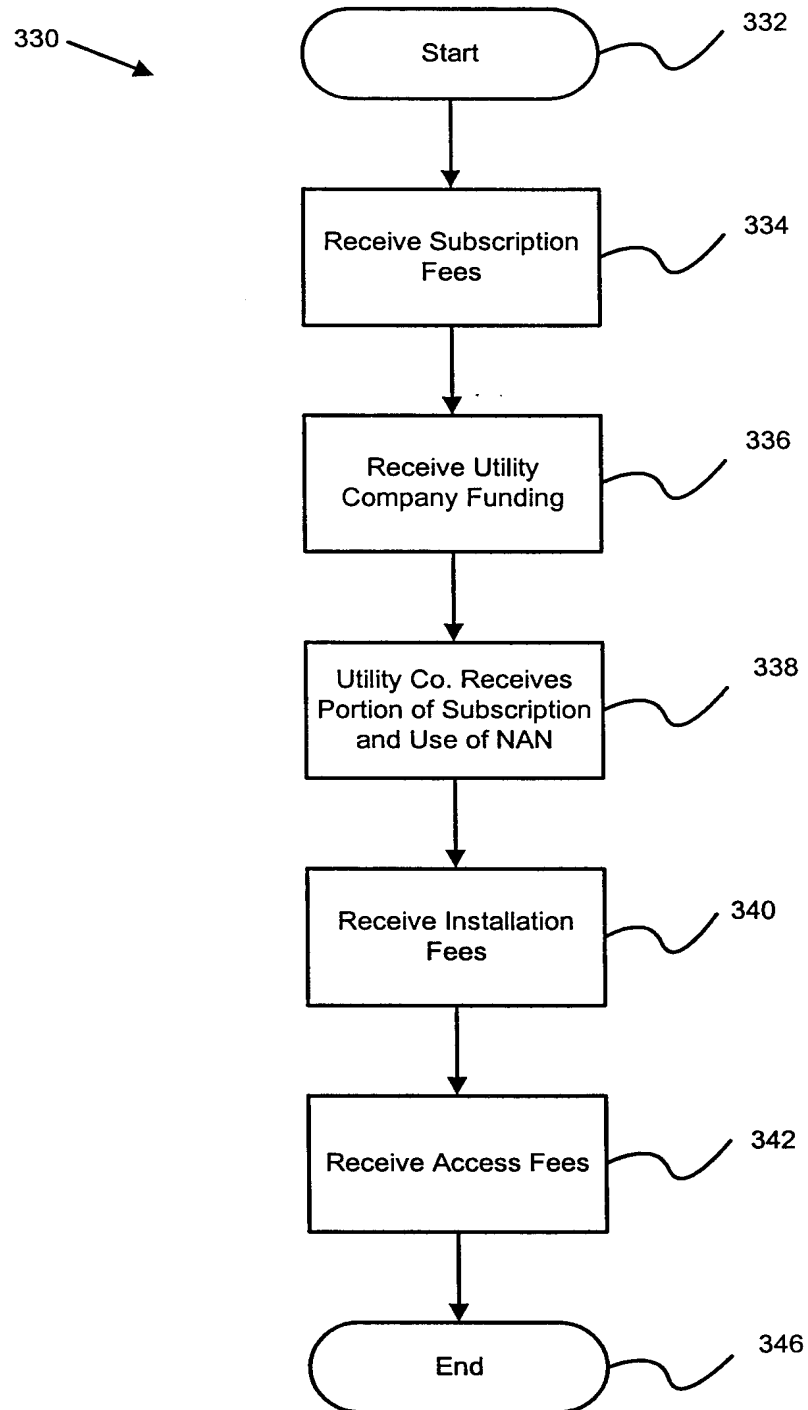 330
Start
332
Receive Subscription
Fees
334
Receive Utility
Company Funding
336
Utility Co. Receives
Portion of Subscription
and Use of NAN
338
Receive Installation
Fees
340
Receive Access Fees
342
End
346